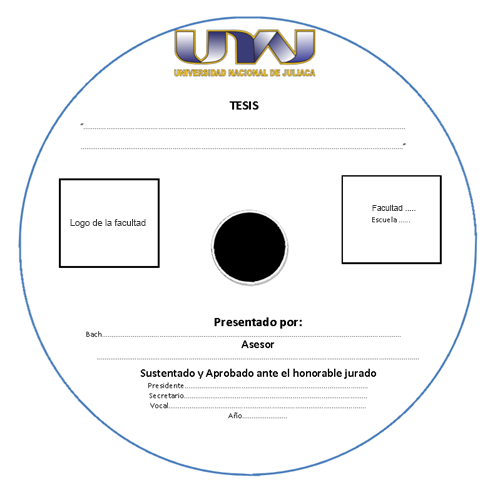 UNAJ
UNIVERSIDAD NACIONAL DE JULIACA
TESIS
"........................................................................................................
........................................................................................................"
Logo de la facultad
Facultad .....
Escuela ......
Presentado por:
Bach........................................................................................................
Asesor
........................................................................................................
Sustentado y Aprobado ante el honorable jurado
Presidente..................................................................
Secretario..................................................................
Vocal........................................................................
Año....................